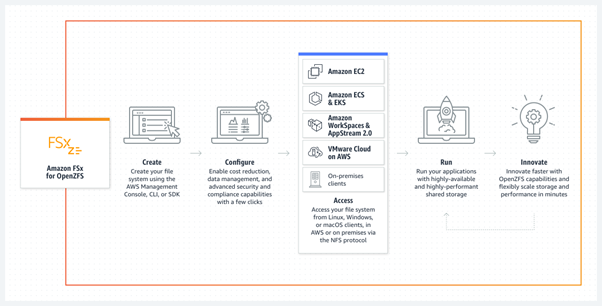 FSx
Z
Amazon FSx
for OpenZFS
Create
Create your file
system using the
AWS Management
Console, CLI, or SDK
Configure
Enable cost reduction,
data management, and
advanced security and
compliance capabilities
with a few clicks
Amazon EC2
Amazon ECS
& EKS
Amazon
WorkSpaces &
AppStream 2.0
VMware Cloud
on AWS
On-premises
clients
Access
Access your file system
from Linux, Windows,
or macOS clients, in
AWS or on premises via
the NFS protocol
Run
Run your applications
with highly-available
and highly-performant
shared storage
Innovate
Innovate faster with
OpenZFS capabilities and
flexibly scale storage and
performance in minutes